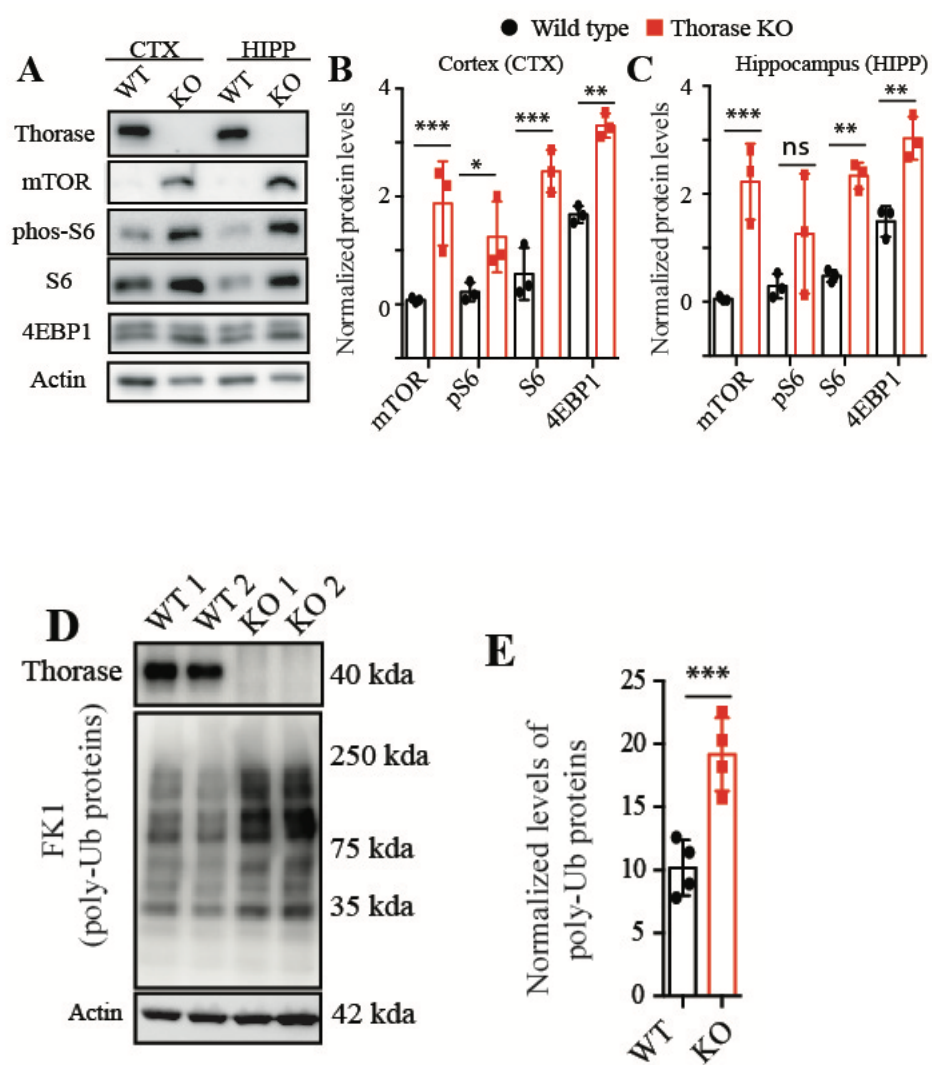 Wild type Thorase KO
A
CTX HIPP
WT KO WT KO
Thorase
mTOR
phos-S6
S6
4EBP1
Actin
B
Cortex (CTX)
Normalized protein levels
4
2
0
*** * *** **
mTOR pS6 S6 4EBP1
C
Hippocampus (HIPP)
Normalized protein levels
4
2
0
*** ns ** **
mTOR pS6 S6 4EBP1
D
WT 1 WT 2 KO 1 KO 2
Thorase 40 kda
FK1
(poly-Ub proteins)
250 kda
75 kda
35 kda
Actin 42 kda
E
Normalized levels of
poly-Ub proteins
25
20
15
10
5
0
***
WT KO